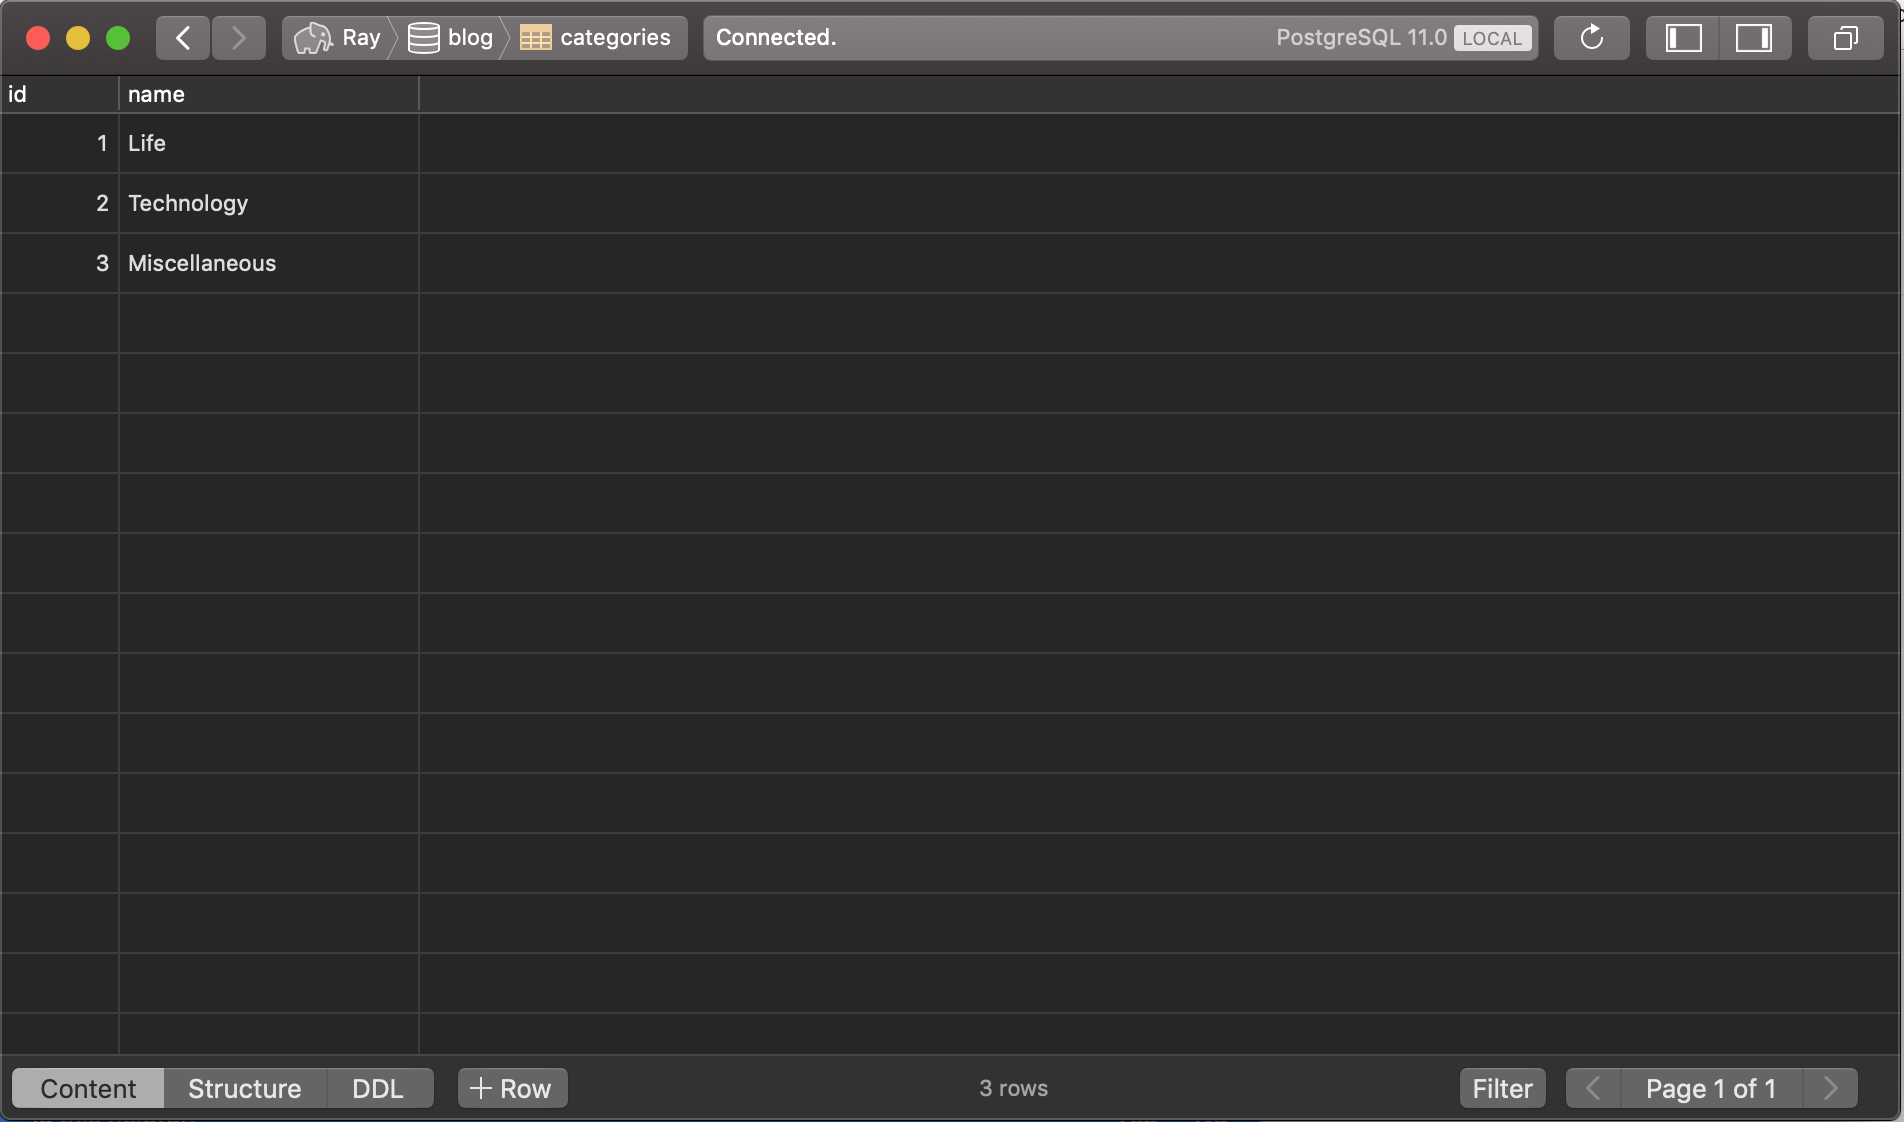 Ray blog categories Connected. PostgreSQL 11.0 LOCAL
id name
1 Life
2 Technology
3 Miscellaneous
Content Structure DDL + Row 3 rows Filter Page 1 of 1